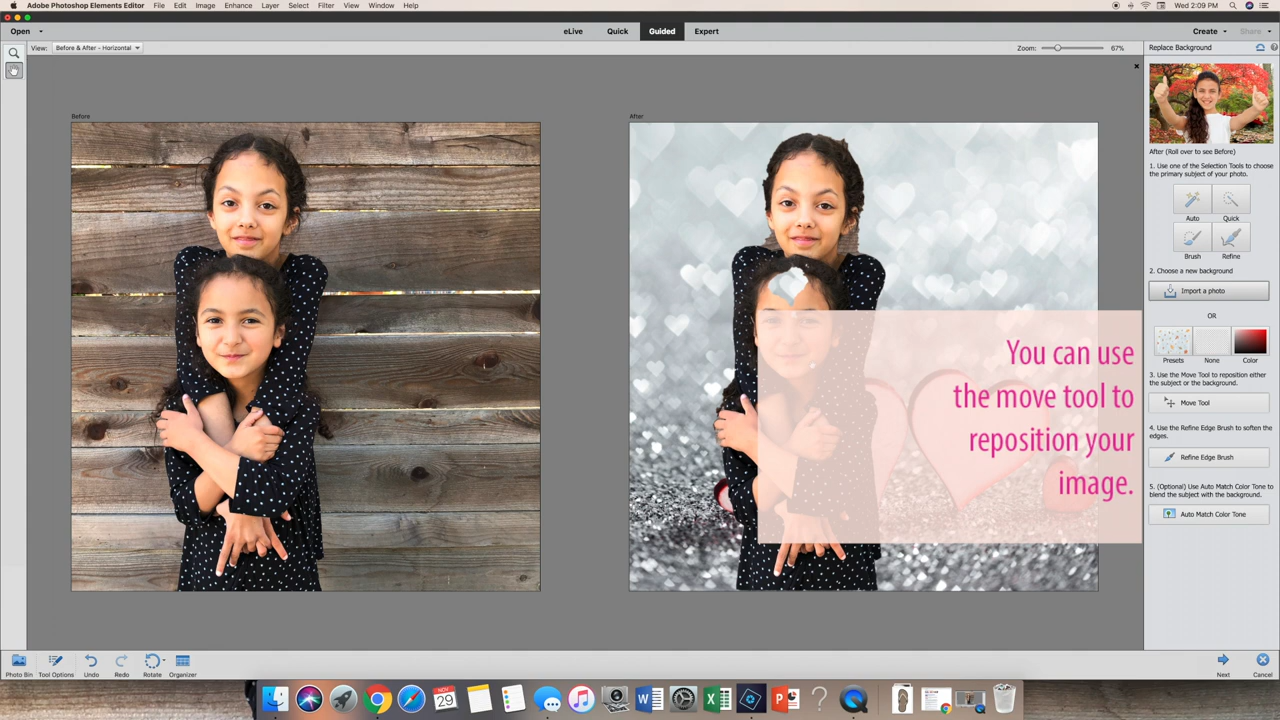 Adobe Photoshop Elements Editor File Edit Image Enhance Layer Select Filter View Window Help Wed 2:09 PM
Open eLive Quick Guided Expert Create Share
View: Before & After - Horizontal Zoom: 67% Replace Background
Before
After
After (Roll over to see Before)
1. Use one of the Selection Tools to choose
the primary subject of your photo.
Auto Quick
Brush Refine
2. Choose a new background
Import a photo
OR
Presets None Color
3. Use the Move Tool to reposition either
the subject or the background.
Move Tool
4. Use the Refine Edge Brush to soften the
edges.
Refine Edge Brush
5. (Optional) Use Auto Match Color Tone to
blend the subject with the background.
Auto Match Color Tone
You can use
the move tool to
reposition your
image.
Photo Bin Tool Options Undo Redo Rotate Organizer Next Cancel
NOV
29